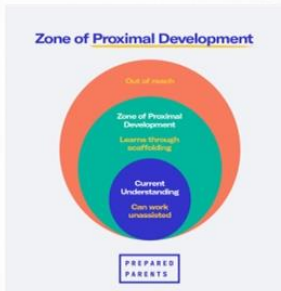 Zone of Proximal Development
Out of reach
Zone of Proximal
Development
Learns through
scaffolding
Current
Understanding
Can work
unassisted
PREPARED
PARENTS